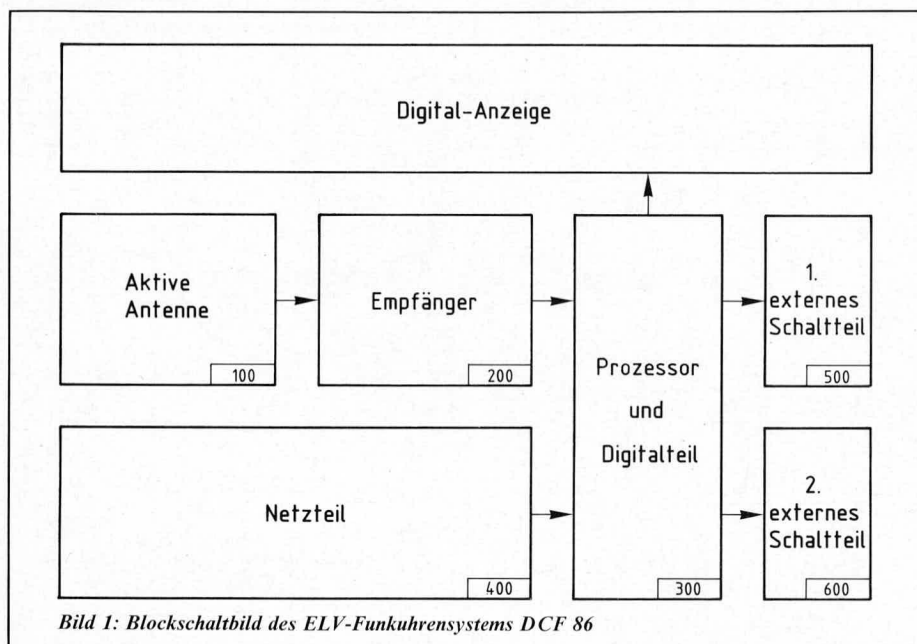 Digital-Anzeige
Aktive
Antenne
100
Empfänger
200
Prozessor
und
Digitalteil
300
1.
externes
Schaltteil
500
Netzteil
400
2.
externes
Schaltteil
600
Bild 1: Blockschaltbild des ELV-Funkuhrensystems DCF 86